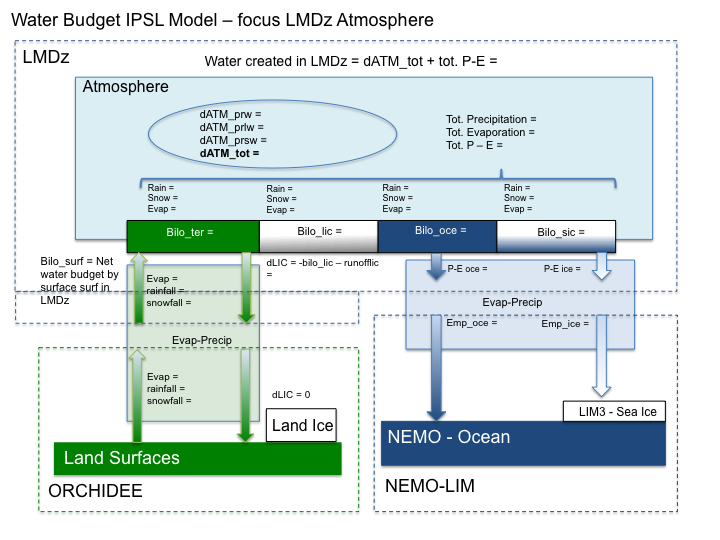 Water Budget IPSL Model – focus LMDz Atmosphere
LMDz
Water created in LMDz = dATM_tot + tot. P-E =
Atmosphere
dATM_prw =
dATM_prlw =
dATM_prsw =
dATM_tot =
Tot. Precipitation =
Tot. Evaporation =
Tot. P – E =
Rain =
Snow =
Evap =
Rain =
Snow =
Evap =
Rain =
Snow =
Evap =
Rain =
Snow =
Evap =
Bilo_ter =
Bilo_lic =
Bilo_oce =
Bilo_sic =
Bilo_surf = Net
water budget by
surface surf in
LMDz
Evap =
rainfall =
snowfall =
dLIC = -bilo_lic – runofflic
=
P-E oce =
P-E ice =
Evap-Precip
Emp_oce =
Emp_ice =
Evap-Precip
Evap =
rainfall =
snowfall =
dLIC = 0
Land Ice
LIM3 - Sea Ice
NEMO - Ocean
Land Surfaces
ORCHIDEE
NEMO-LIM